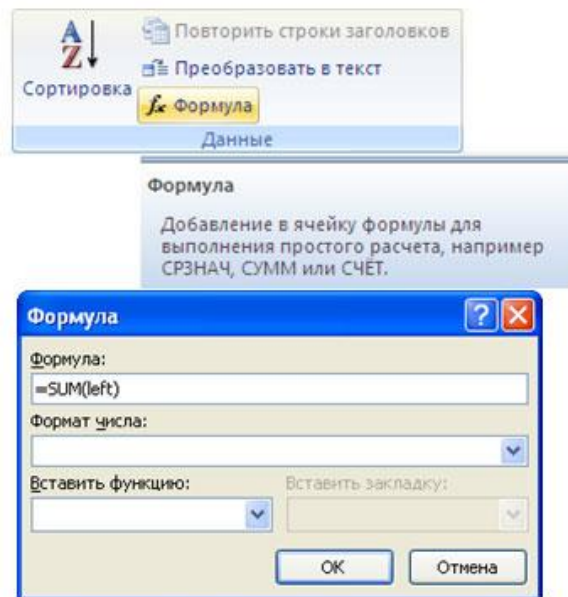 А
Я
Сортировка
Повторить строки заголовков
Преобразовать в текст
fx Формула
Данные
Формула
Добавление в ячейку формулы для
выполнения простого расчета, например
СРЗНАЧ, СУММ или СЧЁТ.
Формула
Формула:
=SUM(left)
Формат числа:
Вставить функцию:
Вставить закладку:
ОК
Отмена